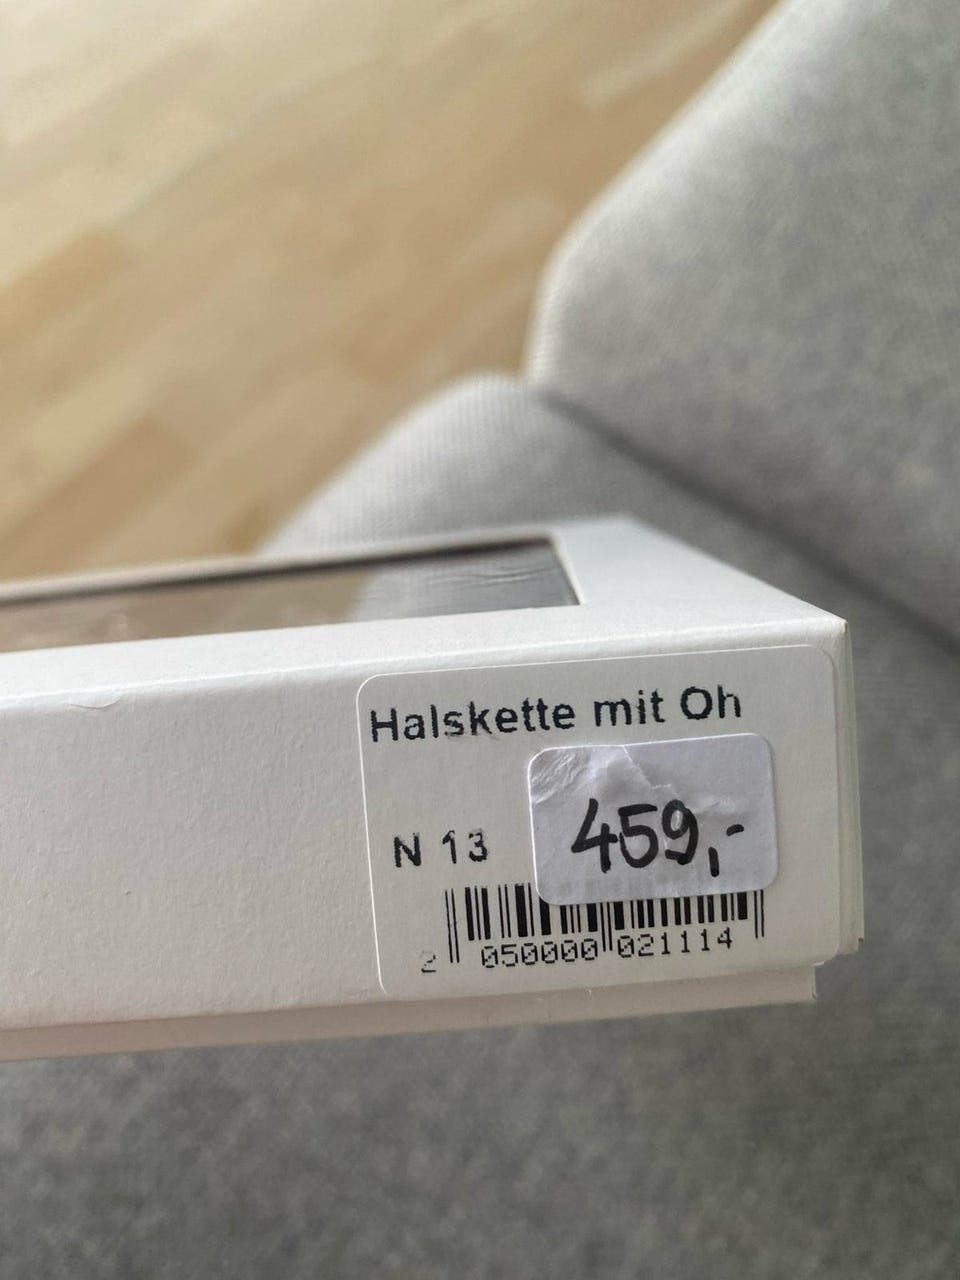 Halskette mit Oh
459,-
N 13
2 050000 021114